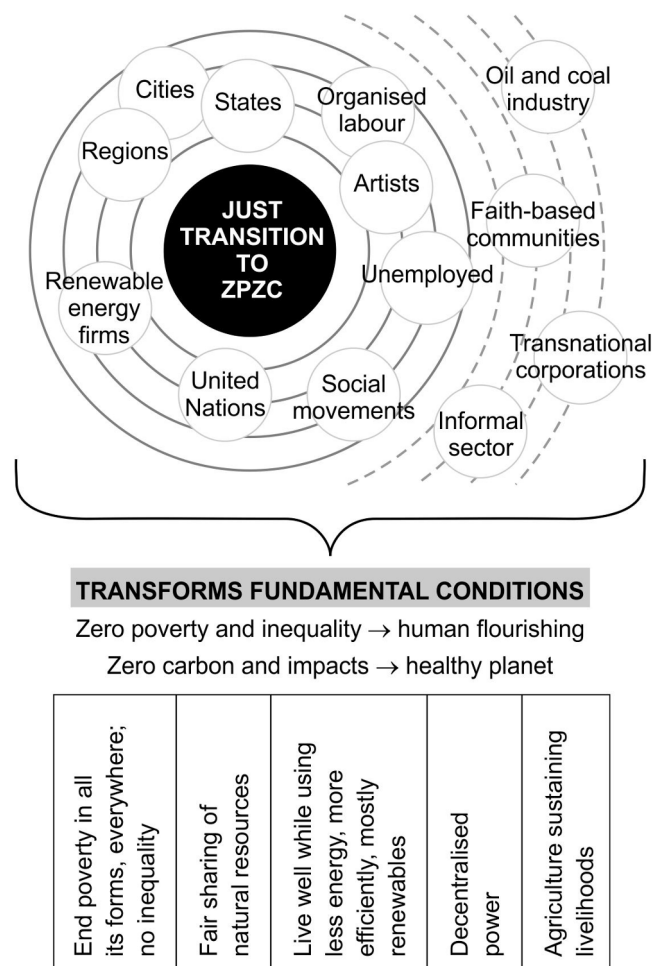 Cities
States
Organised
labour
Oil and coal
industry
Regions
Artists
JUST
TRANSITION
TO
ZPZC
Faith-based
communities
Renewable
energy
firms
Unemployed
Transnational
corporations
United
Nations
Social
movements
Informal
sector
TRANSFORMS FUNDAMENTAL CONDITIONS
Zero poverty and inequality → human flourishing
Zero carbon and impacts → healthy planet
End poverty in all
its forms, everywhere;
no inequality
Fair sharing of
natural resources
Live well while using
less energy, more
efficiently, mostly
renewables
Decentralised
power
Agriculture sustaining
livelihoods